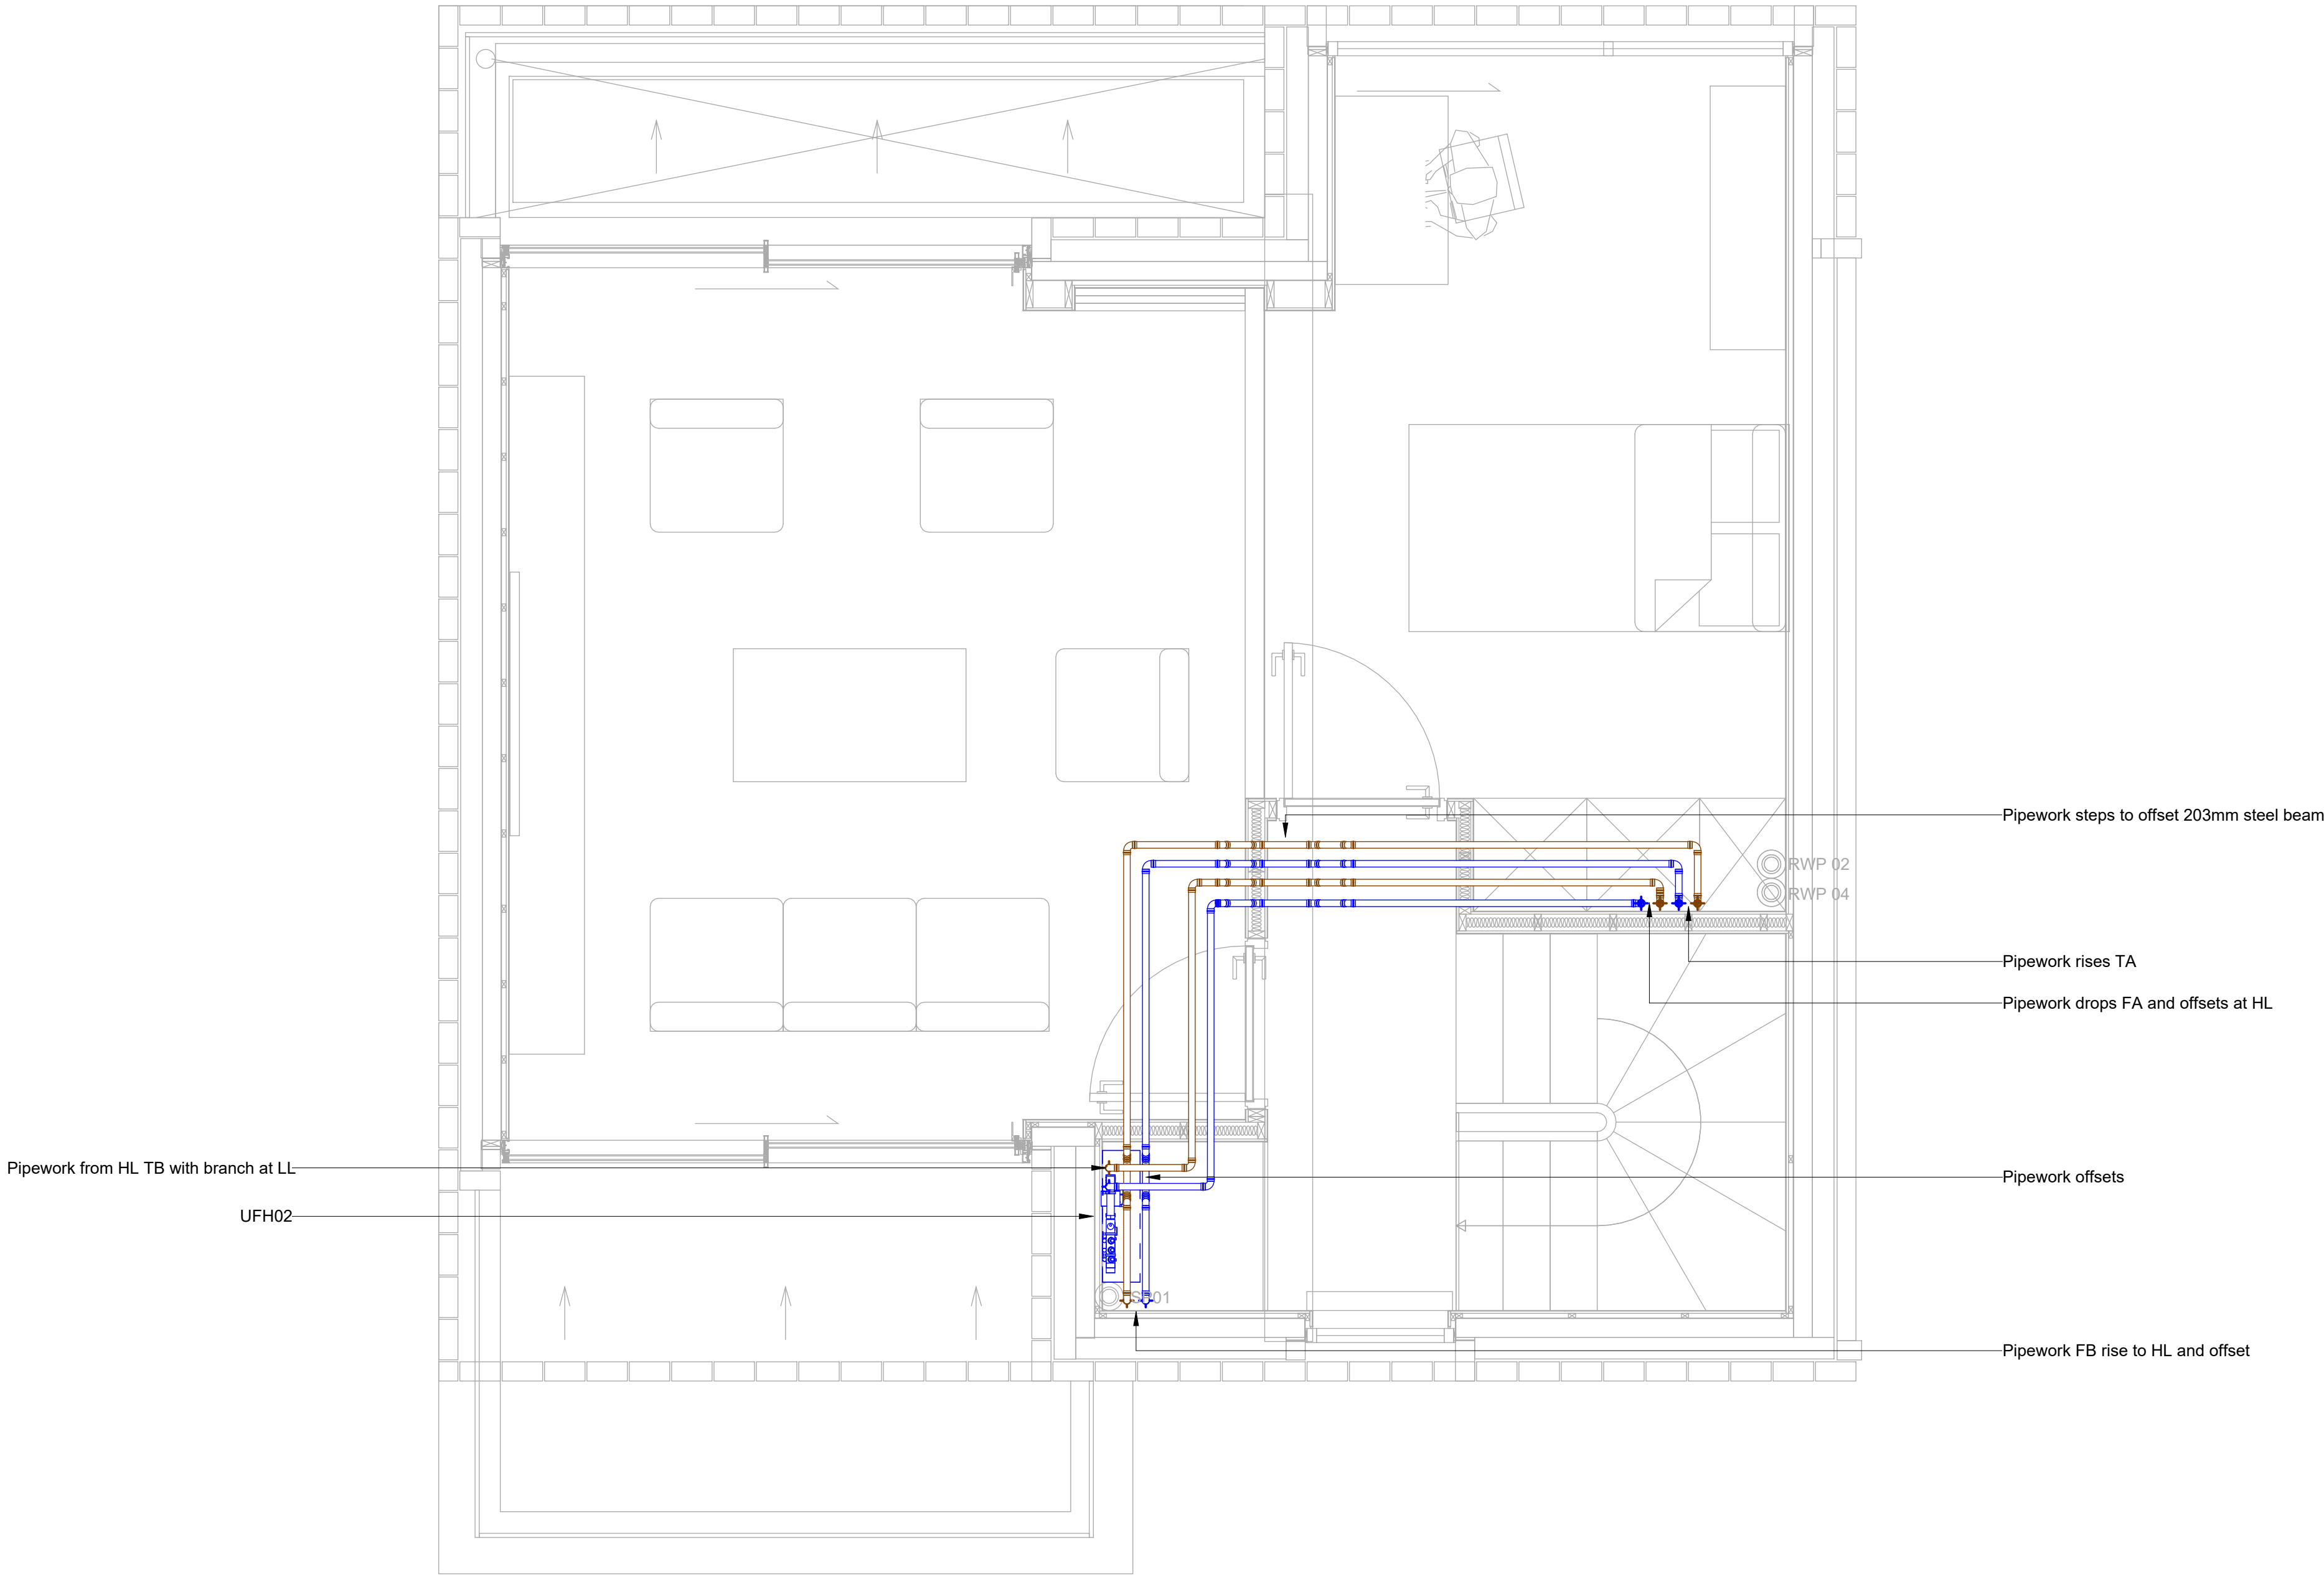 Pipework steps to offset 203mm steel beam
RWP 02
RWP 04
Pipework rises TA
Pipework drops FA and offsets at HL
Pipework from HL TB with branch at LL
Pipework offsets
UFH02
Pipework FB rise to HL and offset